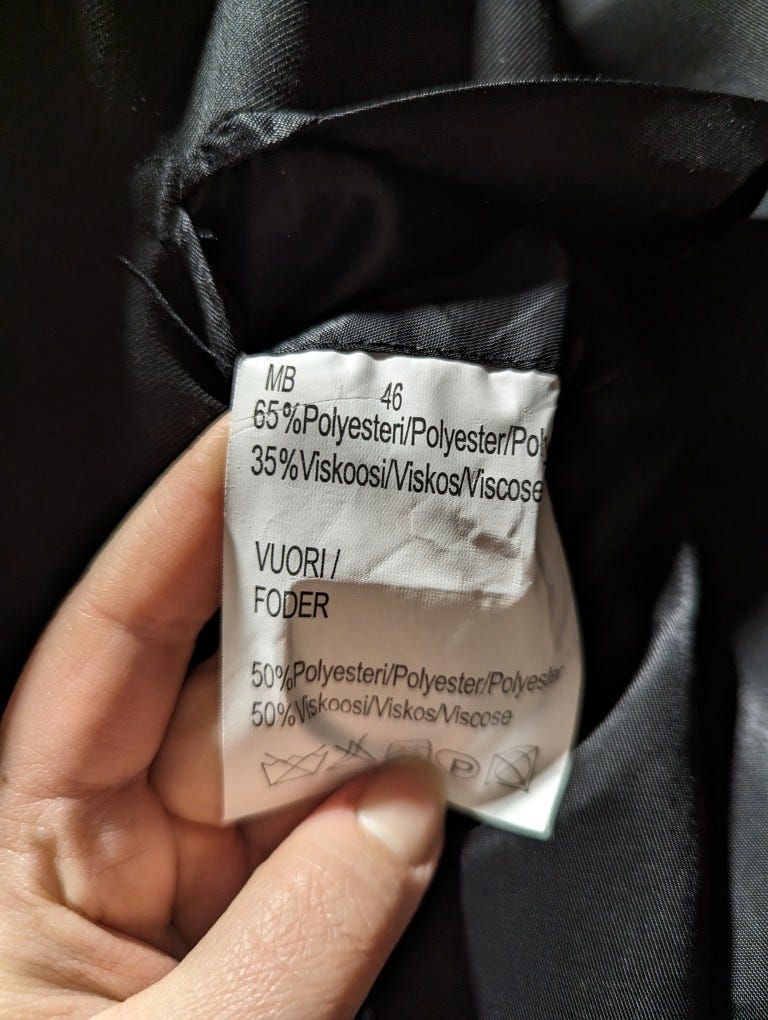 MB 46
65%Polyesteri/Polyester/Pol
35%Viskoosi/Viskos/Viscose
VUORI /
FODER
50%Polyesteri/Polyester/Polyester
50%Viskoosi/Viskos/Viscose
P